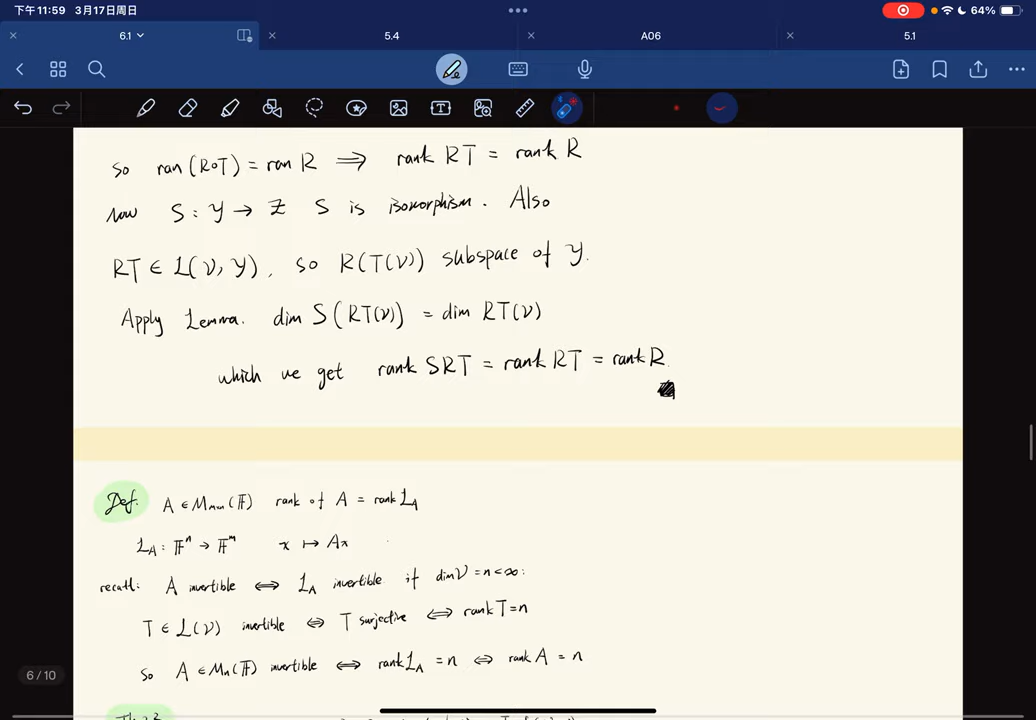 下午11:59 3月17日周日
64%
6.1
5.4
A06
5.1
So ran (R∘T) = ran R ⟹ rank RT = rank R
Now S : Y → Z S is isomorphism. Also
RT ∈ L(V, Y), so R(T(V)) subspace of Y.
Apply Lemma. dim S(RT(V)) = dim RT(V)
which we get rank SRT = rank RT = rank R
Def. A ∈ Mmxn(F) rank of A = rank LA
LA : Fⁿ → Fᵐ x ↦ Ax
recall: A invertible ⟺ LA invertible if dim V = n < ∞:
T ∈ L(V) invertible ⟺ T surjective ⟺ rank T = n
6 / 10
So A ∈ Mn(F) invertible ⟺ rank LA = n ⟺ rank A = n